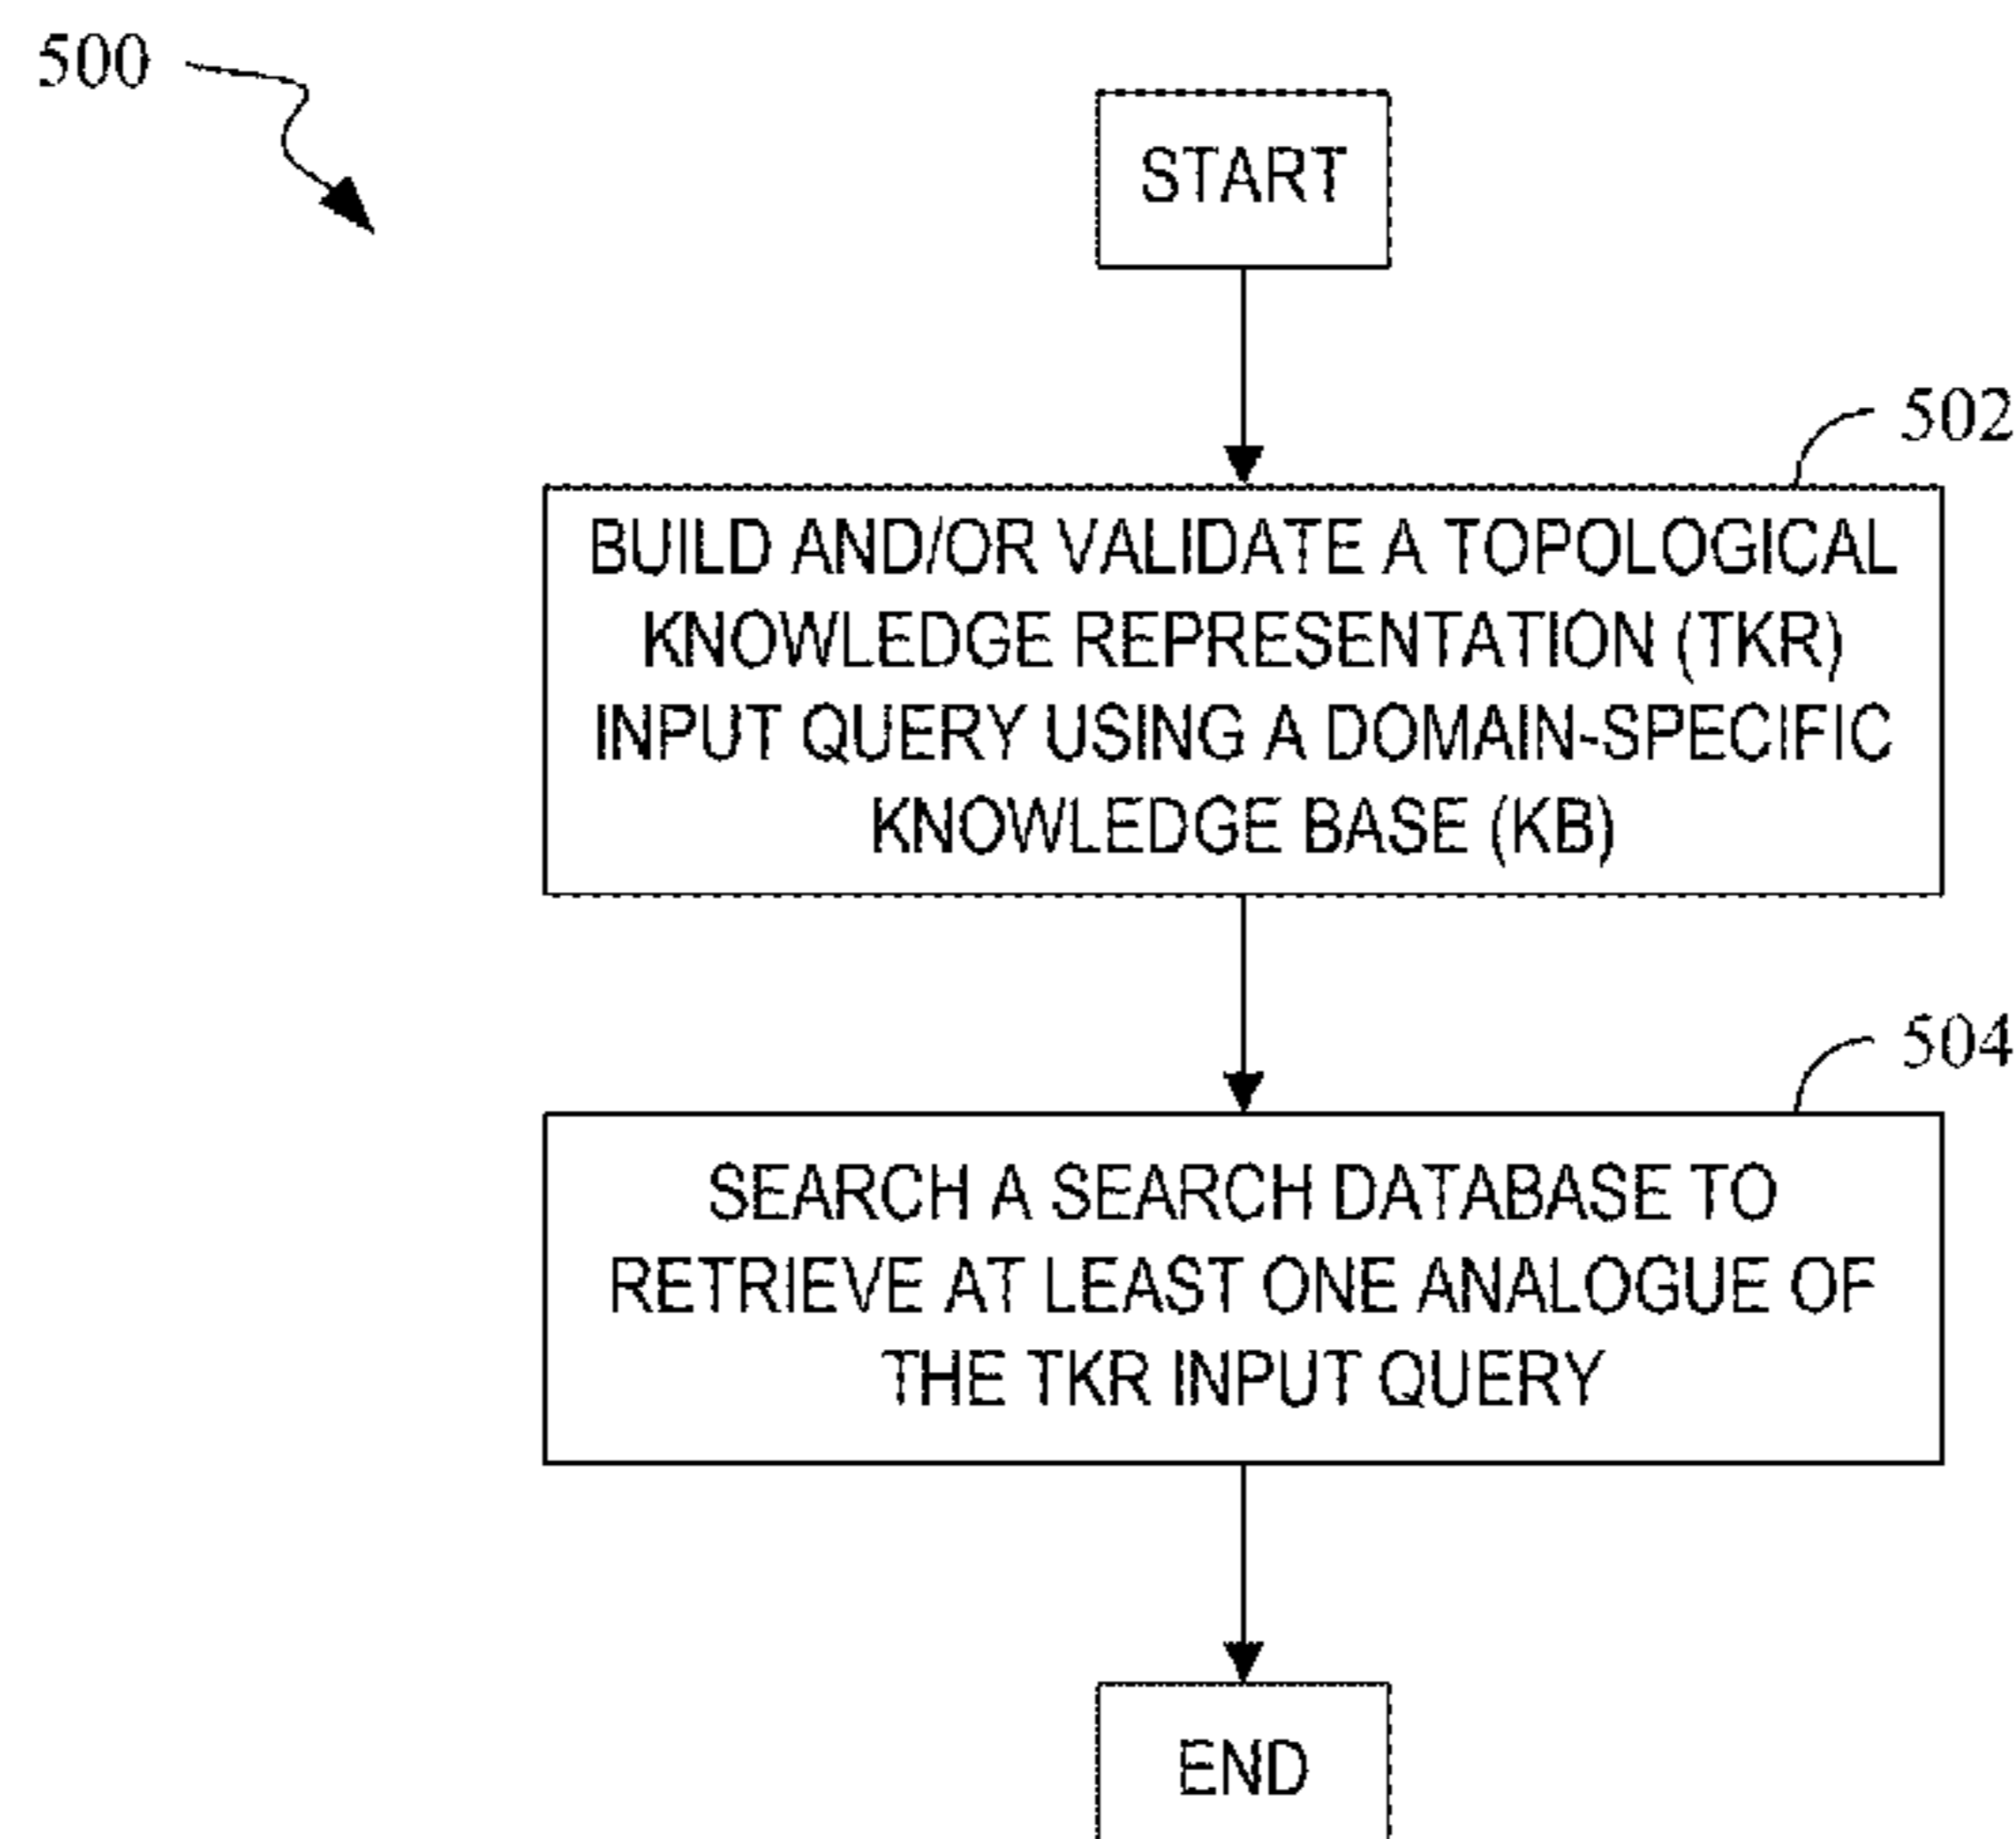 500
START
502
BUILD AND/OR VALIDATE A TOPOLOGICAL
KNOWLEDGE REPRESENTATION (TKR)
INPUT QUERY USING A DOMAIN-SPECIFIC
KNOWLEDGE BASE (KB)
504
SEARCH A SEARCH DATABASE TO
RETRIEVE AT LEAST ONE ANALOGUE OF
THE TKR INPUT QUERY
END